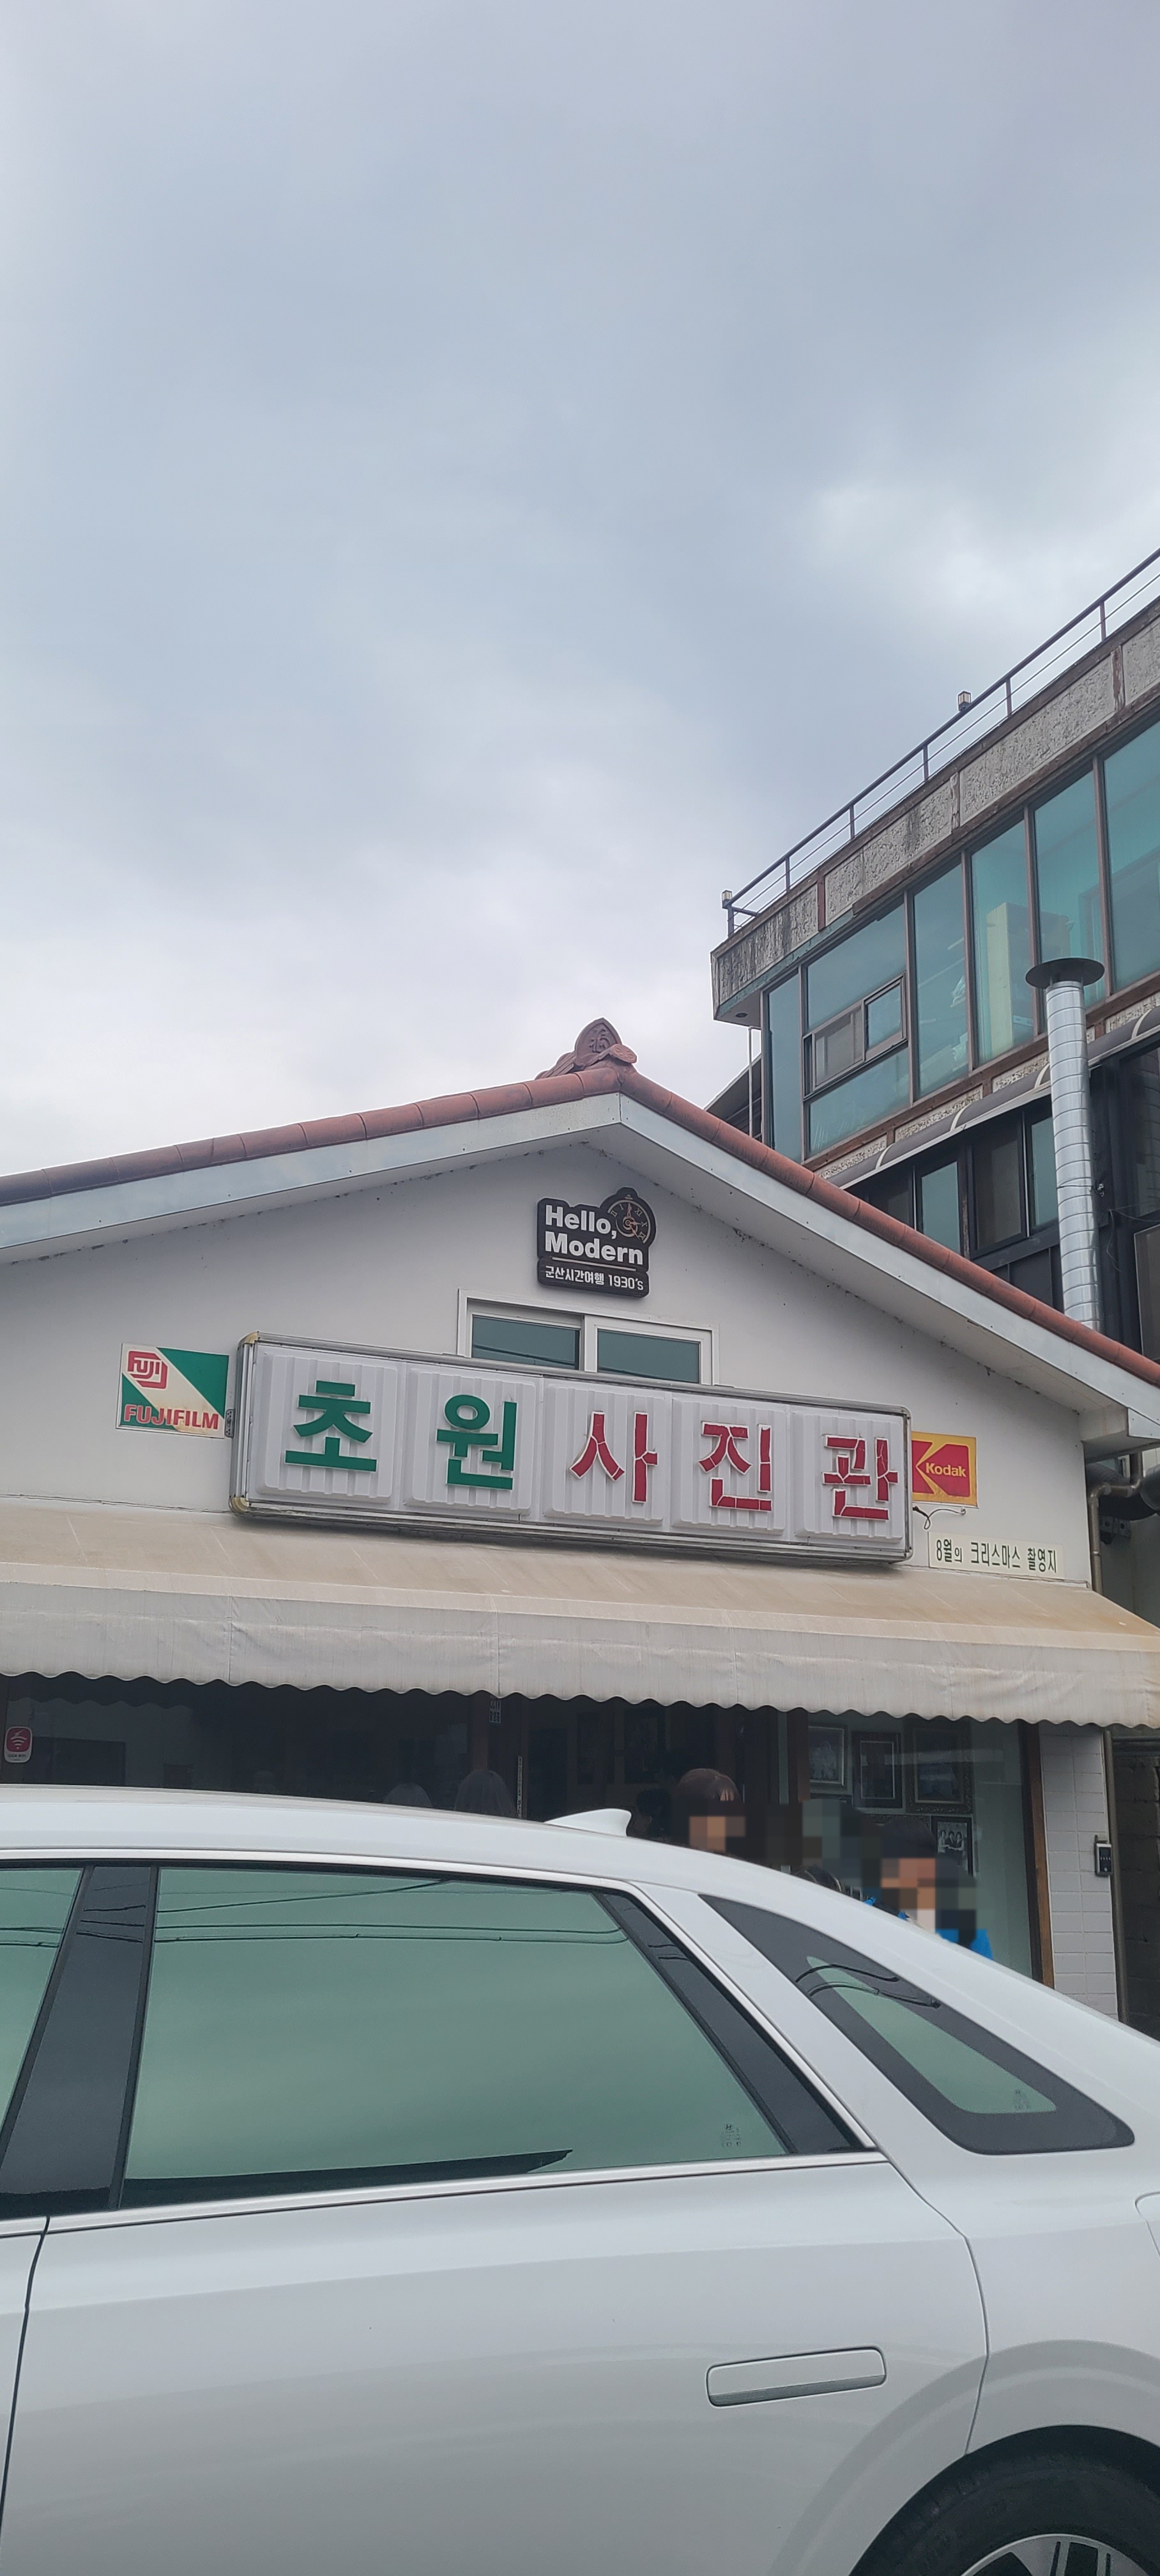 Hello,
Modern
군산시간여행 1930's
FUJI
FUJIFILM
초원사진관
Kodak
8월의 크리스마스 촬영지